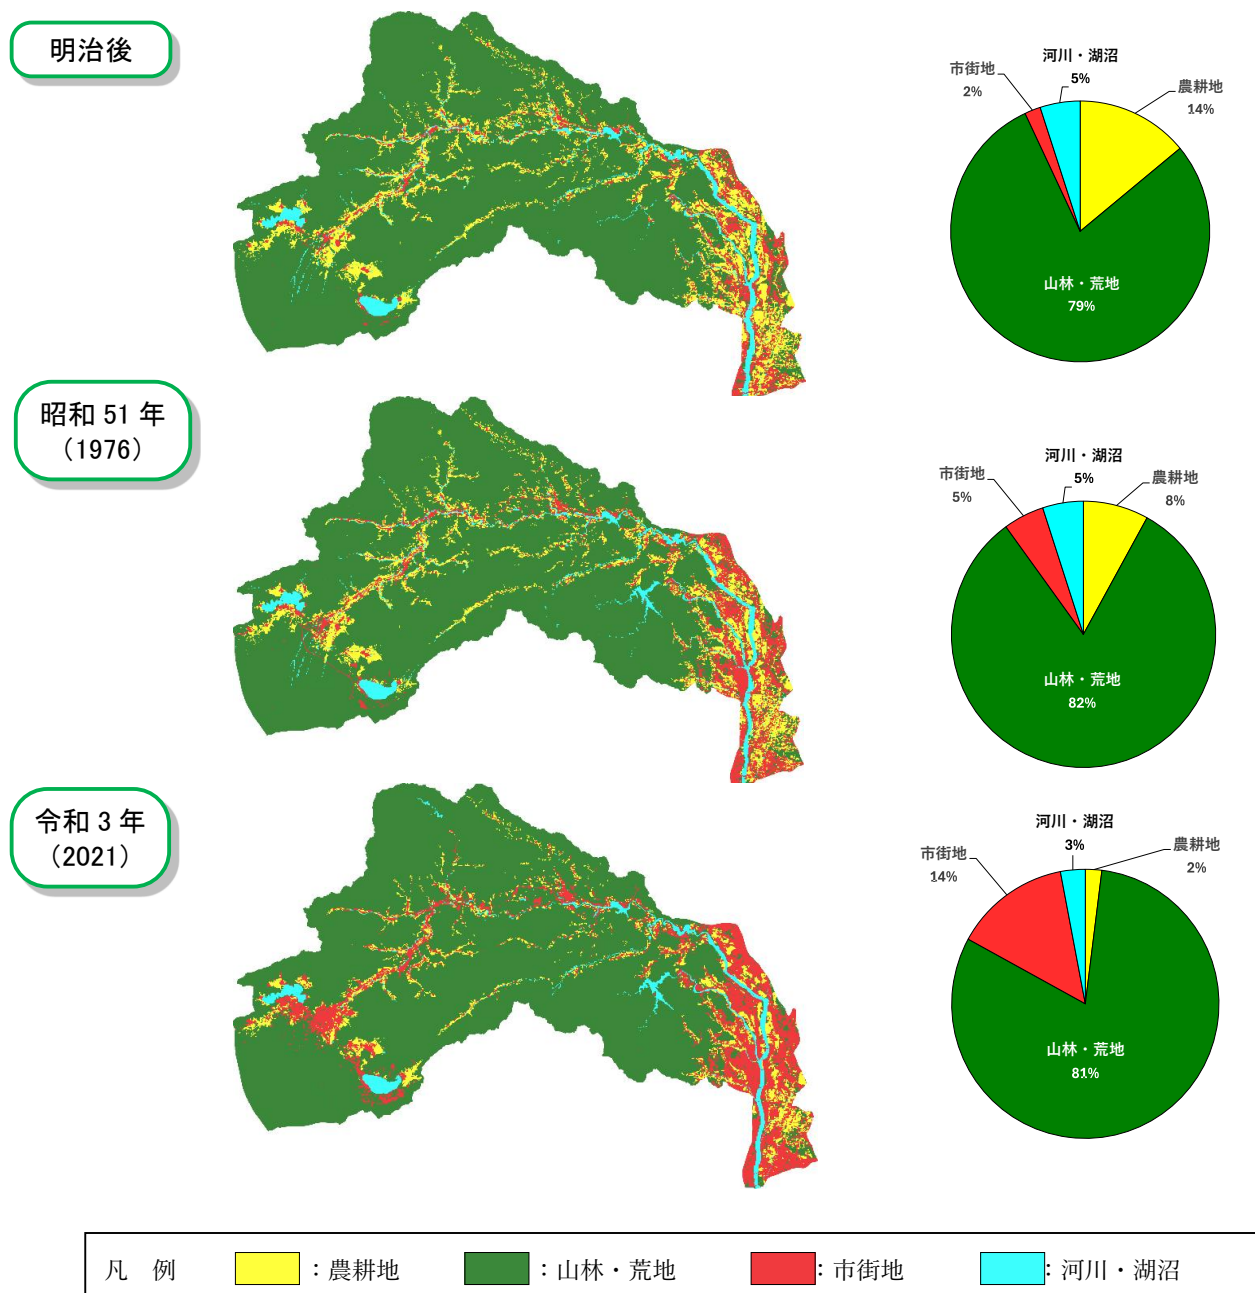 明治後
市街地
2%
河川・湖沼
5%
農耕地
14%
山林・荒地
79%
昭和 51 年
（1976）
市街地
5%
河川・湖沼
5%
農耕地
8%
山林・荒地
82%
令和 3 年
（2021）
市街地
14%
河川・湖沼
3%
農耕地
2%
山林・荒地
81%
凡　例　：農耕地　：山林・荒地　：市街地　：河川・湖沼